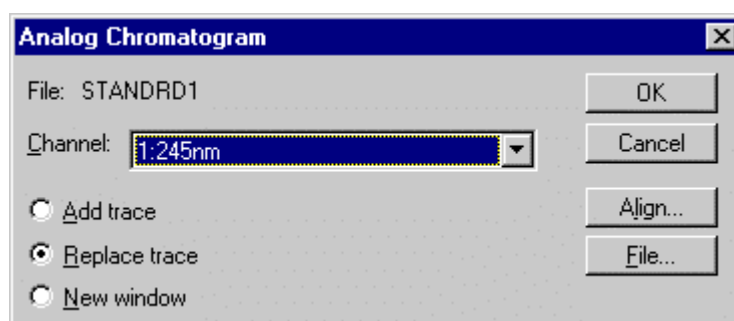 Analog Chromatogram
File: STANDRD1
OK
Channel: 1:245nm
Cancel
Add trace
Align...
Replace trace
File...
New window